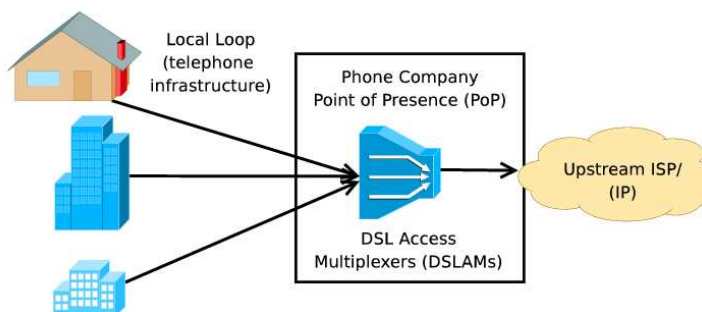 Local Loop
(telephone
infrastructure)
Phone Company
Point of Presence (PoP)
Upstream ISP/
(IP)
DSL Access
Multiplexers (DSLAMs)